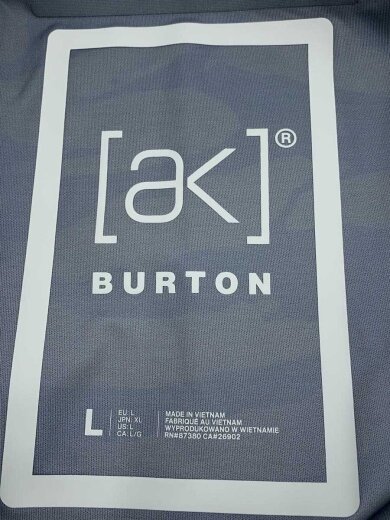 [ak]®
BURTON
L
EU: L
JPN: XL
US: L
CA: L/G
MADE IN VIETNAM
FABRIQUÉ AU VIETNAM
WYPRODUKOWANO W WIETNAMIE
RN#87380 CA#26902